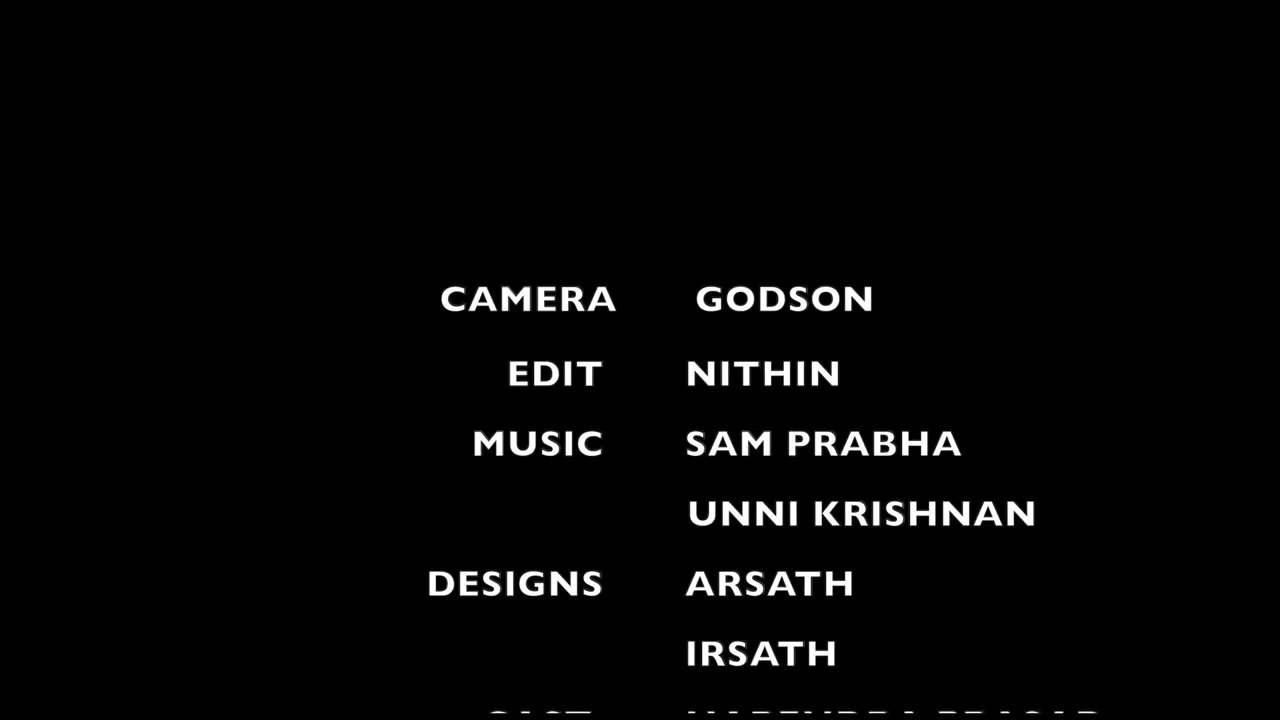 CAMERA GODSON
EDIT NITHIN
MUSIC SAM PRABHA
UNNI KRISHNAN
DESIGNS ARSATH
IRSATH